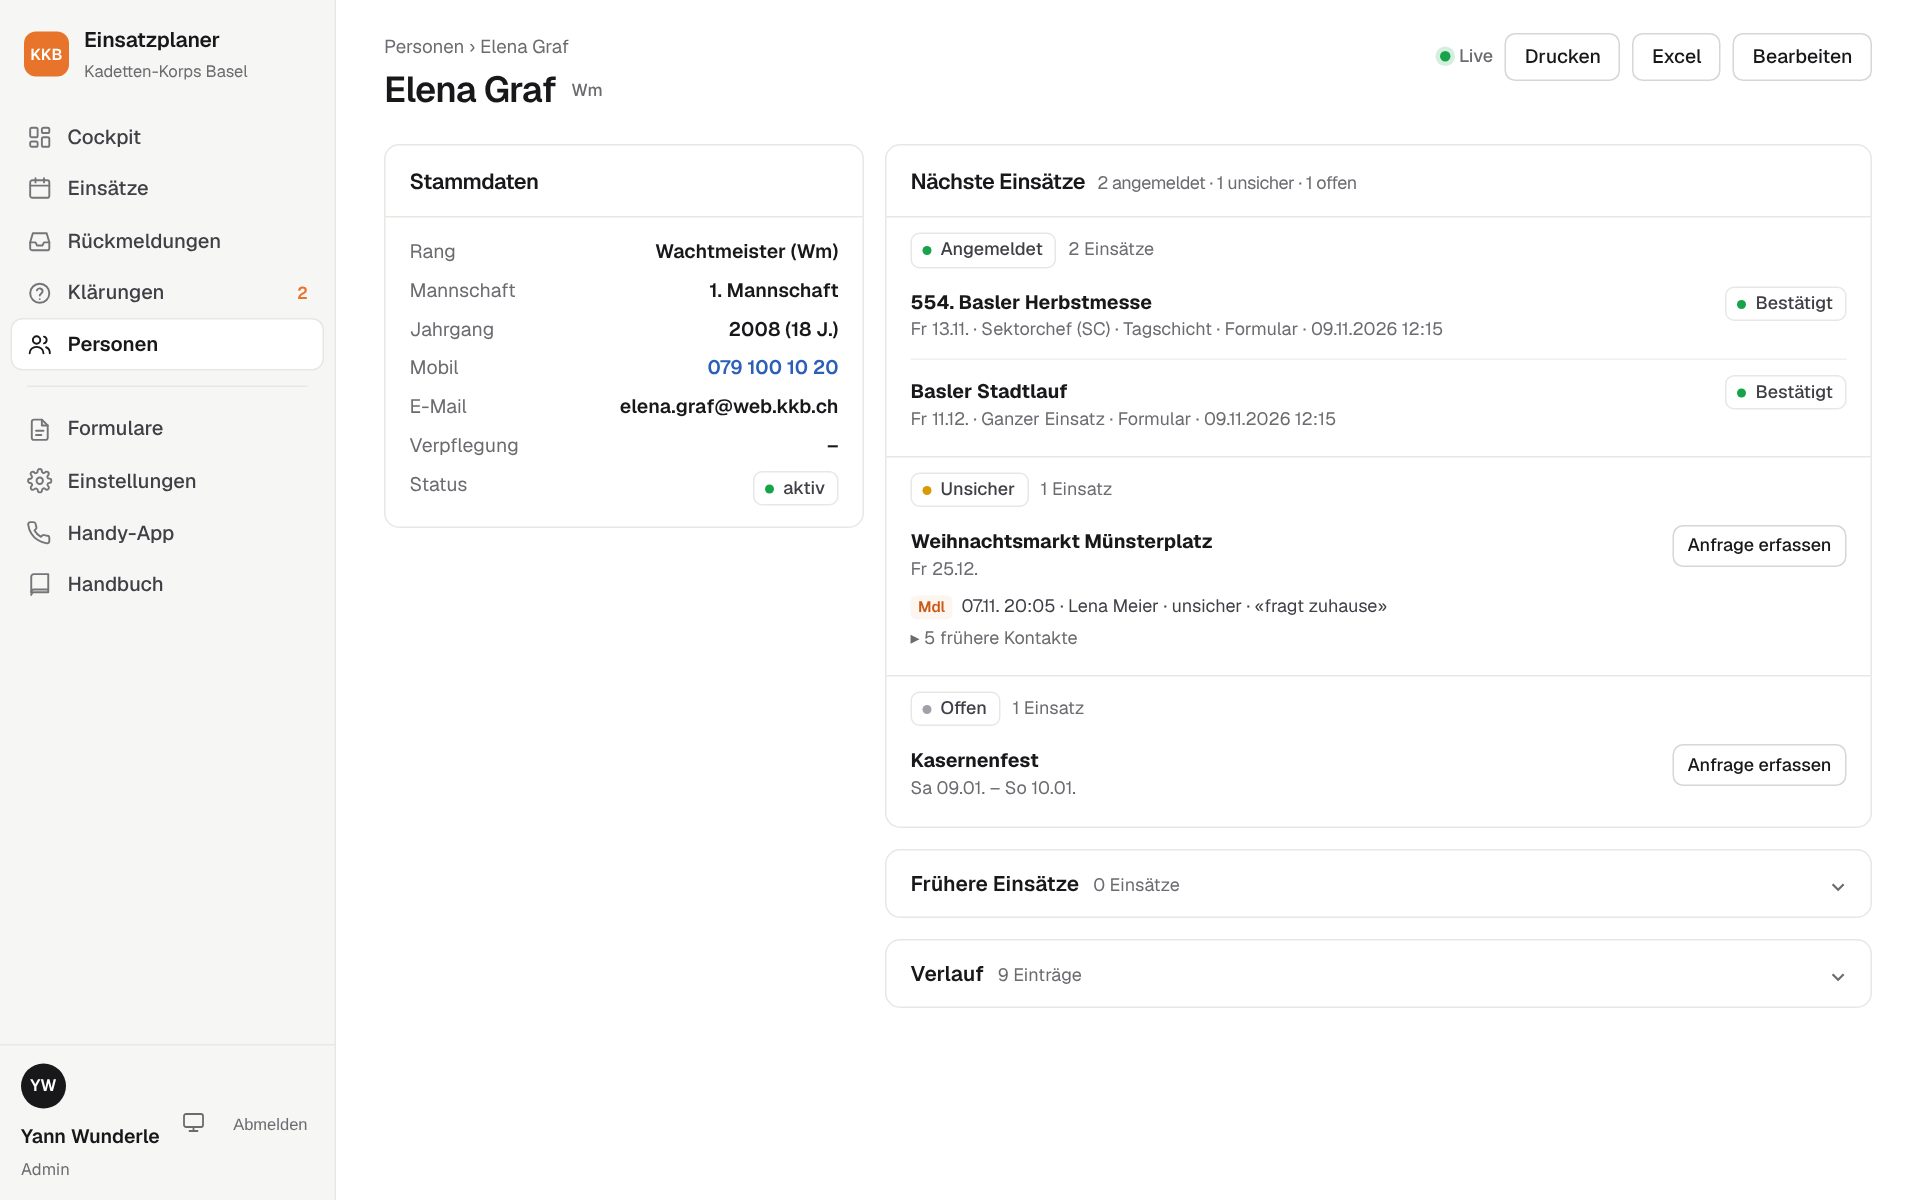 KKB
Einsatzplaner
Kadetten-Korps Basel
Cockpit
Einsätze
Rückmeldungen
Klärungen 2
Personen
Formulare
Einstellungen
Handy-App
Handbuch
YW
Yann Wunderle
Admin
Abmelden
Personen › Elena Graf
Elena Graf Wm
Live
Drucken
Excel
Bearbeiten
Stammdaten
Rang Wachtmeister (Wm)
Mannschaft 1. Mannschaft
Jahrgang 2008 (18 J.)
Mobil 079 100 10 20
E-Mail elena.graf@web.kkb.ch
Verpflegung –
Status aktiv
Nächste Einsätze 2 angemeldet · 1 unsicher · 1 offen
Angemeldet 2 Einsätze
554. Basler Herbstmesse Bestätigt
Fr 13.11. · Sektorchef (SC) · Tagschicht · Formular · 09.11.2026 12:15
Basler Stadtlauf Bestätigt
Fr 11.12. · Ganzer Einsatz · Formular · 09.11.2026 12:15
Unsicher 1 Einsatz
Weihnachtsmarkt Münsterplatz Anfrage erfassen
Fr 25.12.
Mdl 07.11. 20:05 · Lena Meier · unsicher · «fragt zuhause»
▸ 5 frühere Kontakte
Offen 1 Einsatz
Kasernenfest Anfrage erfassen
Sa 09.01. – So 10.01.
Frühere Einsätze 0 Einsätze
Verlauf 9 Einträge